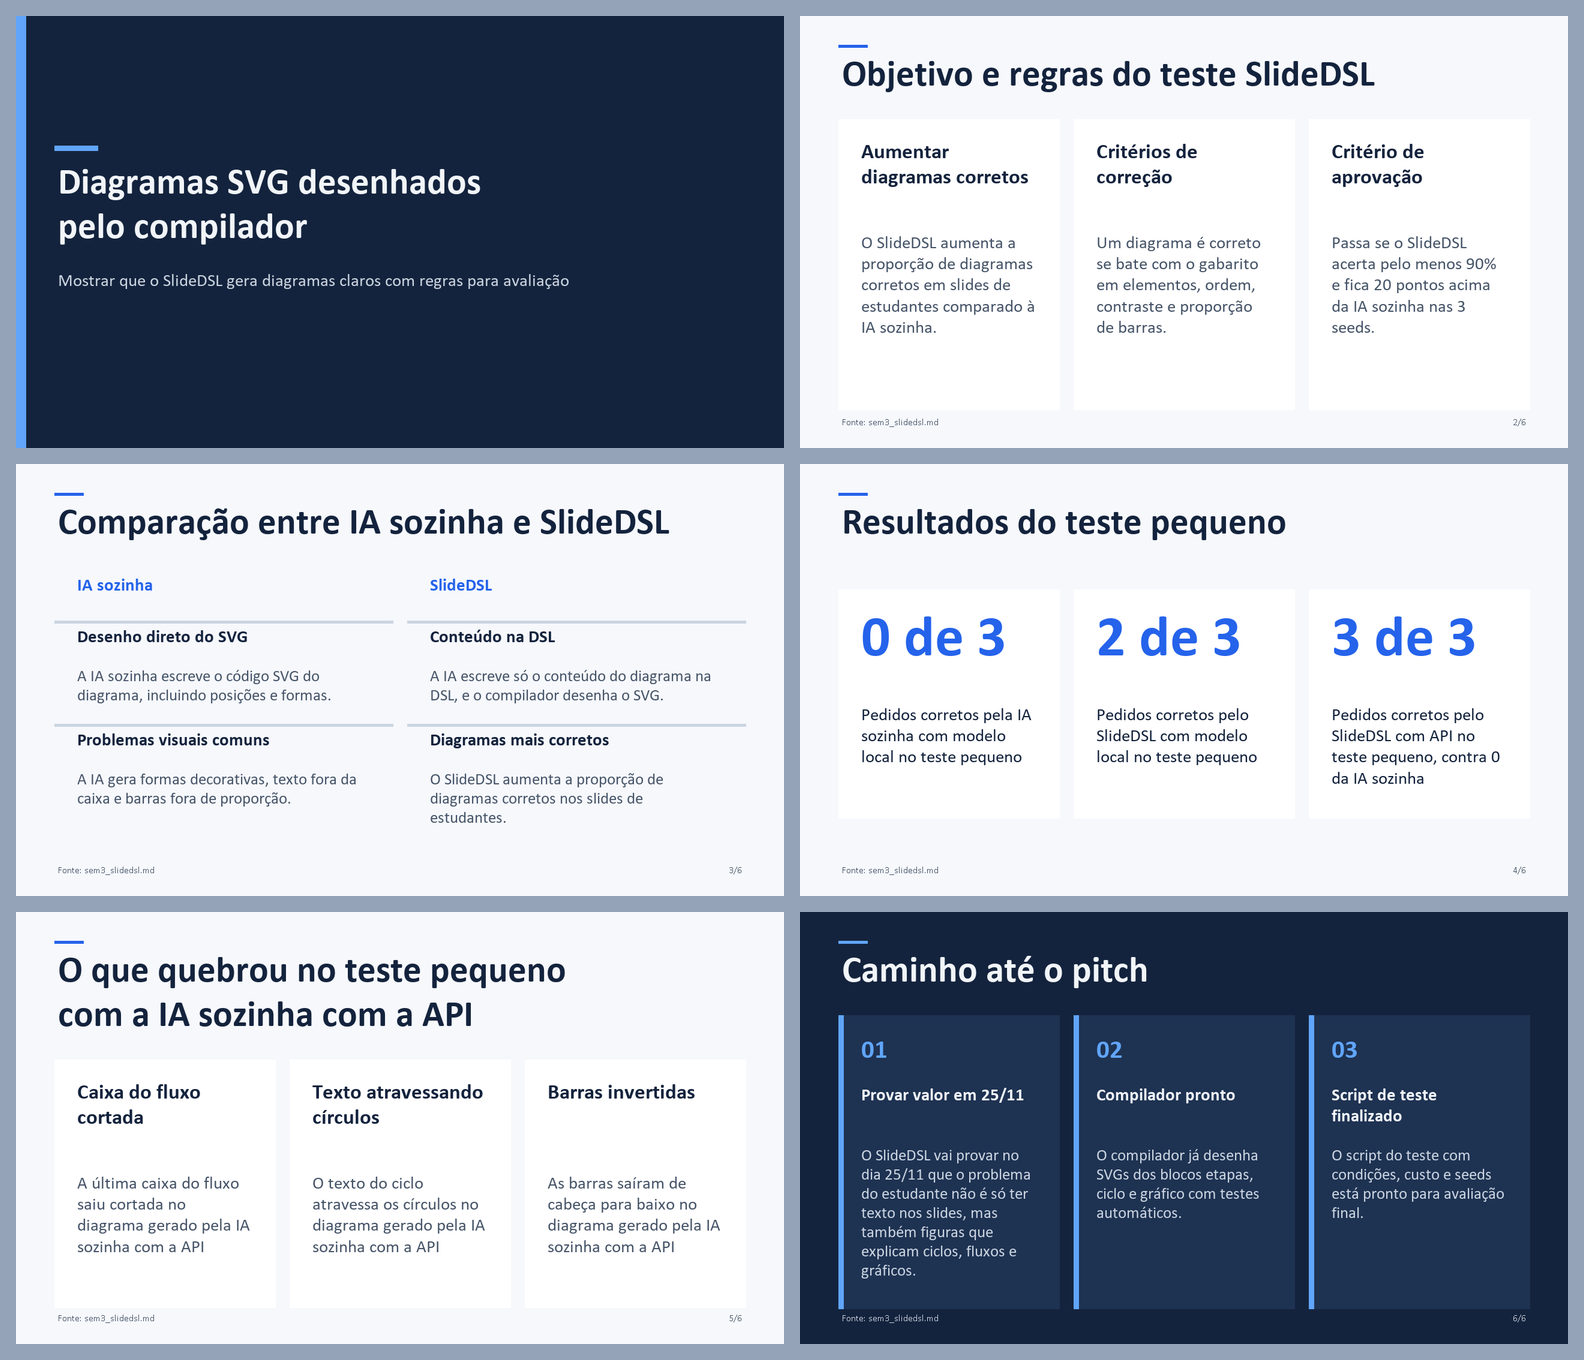 Diagramas SVG desenhados
pelo compilador
Mostrar que o SlideDSL gera diagramas claros com regras para avaliação
Objetivo e regras do teste SlideDSL
Aumentar
diagramas corretos
O SlideDSL aumenta a
proporção de diagramas
corretos em slides de
estudantes comparado à
IA sozinha.
Critérios de
correção
Um diagrama é correto
se bate com o gabarito
em elementos, ordem,
contraste e proporção
de barras.
Critério de
aprovação
Passa se o SlideDSL
acerta pelo menos 90%
e fica 20 pontos acima
da IA sozinha nas 3
seeds.
Fonte: sem3_slidedsl.md
2/6
Comparação entre IA sozinha e SlideDSL
IA sozinha
Desenho direto do SVG
A IA sozinha escreve o código SVG do
diagrama, incluindo posições e formas.
Problemas visuais comuns
A IA gera formas decorativas, texto fora da
caixa e barras fora de proporção.
SlideDSL
Conteúdo na DSL
A IA escreve só o conteúdo do diagrama na
DSL, e o compilador desenha o SVG.
Diagramas mais corretos
O SlideDSL aumenta a proporção de
diagramas corretos nos slides de
estudantes.
Fonte: sem3_slidedsl.md
3/6
Resultados do teste pequeno
0 de 3
Pedidos corretos pela IA
sozinha com modelo
local no teste pequeno
2 de 3
Pedidos corretos pelo
SlideDSL com modelo
local no teste pequeno
3 de 3
Pedidos corretos pelo
SlideDSL com API no
teste pequeno, contra 0
da IA sozinha
Fonte: sem3_slidedsl.md
4/6
O que quebrou no teste pequeno
com a IA sozinha com a API
Caixa do fluxo
cortada
A última caixa do fluxo
saiu cortada no
diagrama gerado pela IA
sozinha com a API
Texto atravessando
círculos
O texto do ciclo
atravessa os círculos no
diagrama gerado pela IA
sozinha com a API
Barras invertidas
As barras saíram de
cabeça para baixo no
diagrama gerado pela IA
sozinha com a API
Fonte: sem3_slidedsl.md
5/6
Caminho até o pitch
01
Provar valor em 25/11
O SlideDSL vai provar no
dia 25/11 que o problema
do estudante não é só ter
texto nos slides, mas
também figuras que
explicam ciclos, fluxos e
gráficos.
02
Compilador pronto
O compilador já desenha
SVGs dos blocos etapas,
ciclo e gráfico com testes
automáticos.
03
Script de teste
finalizado
O script do teste com
condições, custo e seeds
está pronto para avaliação
final.
Fonte: sem3_slidedsl.md
6/6